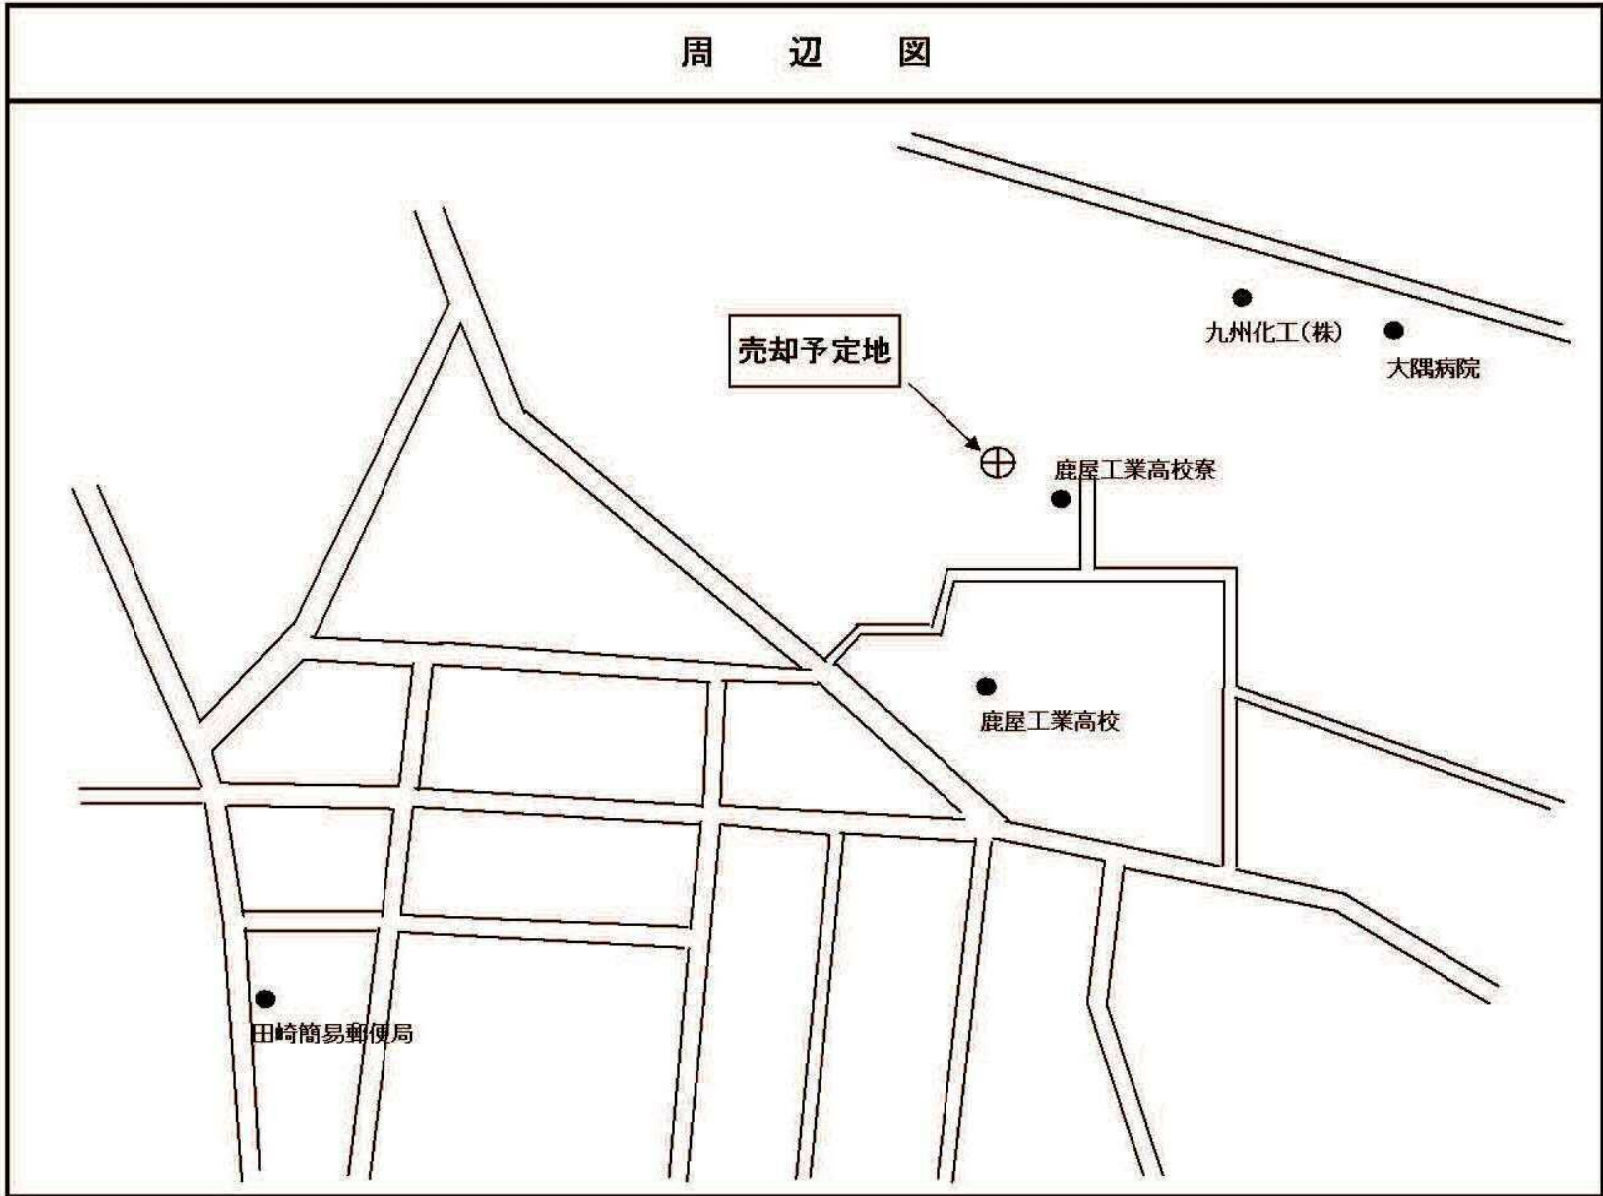 周辺図
売却予定地
九州化工(株)
大隅病院
鹿屋工業高校寮
鹿屋工業高校
田崎簡易郵便局